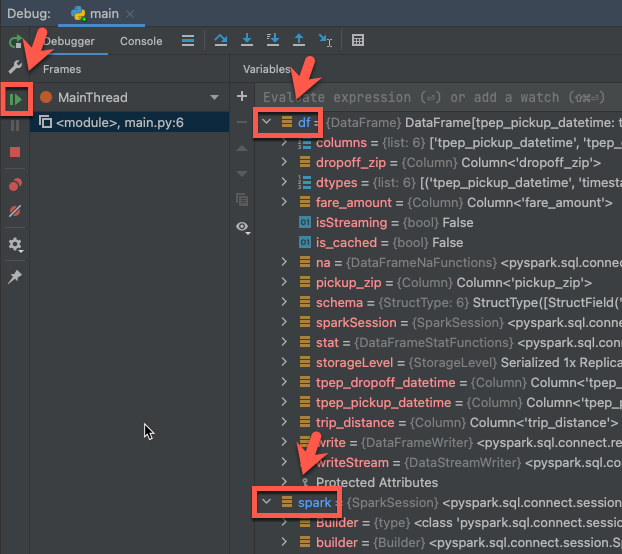 Debug: main
Debugger Console
Frames Variables
Evaluate expression (⏎) or add a watch (⇧⌘⏎)
MainThread
<module>, main.py:6
df = {DataFrame} DataFrame[tpep_pickup_datetime: t
columns = {list: 6} ['tpep_pickup_datetime', 'tpep_
dropoff_zip = {Column} Column<'dropoff_zip'>
dtypes = {list: 6} [('tpep_pickup_datetime', 'timesta
fare_amount = {Column} Column<'fare_amount'>
isStreaming = {bool} False
is_cached = {bool} False
na = {DataFrameNaFunctions} <pyspark.sql.connec
pickup_zip = {Column} Column<'pickup_zip'>
schema = {StructType: 6} StructType([StructField('
sparkSession = {SparkSession} <pyspark.sql.conne
stat = {DataFrameStatFunctions} <pyspark.sql.conn
storageLevel = {StorageLevel} Serialized 1x Replica
tpep_dropoff_datetime = {Column} Column<'tpep_
tpep_pickup_datetime = {Column} Column<'tpep_p
trip_distance = {Column} Column<'trip_distance'>
write = {DataFrameWriter} <pyspark.sql.connect.re
writeStream = {DataStreamWriter} <pyspark.sql.co
Protected Attributes
spark = {SparkSession} <pyspark.sql.connect.session
Builder = {type} <class 'pyspark.sql.connect.sessio
builder = {Builder} <pyspark.sql.connect.session.S